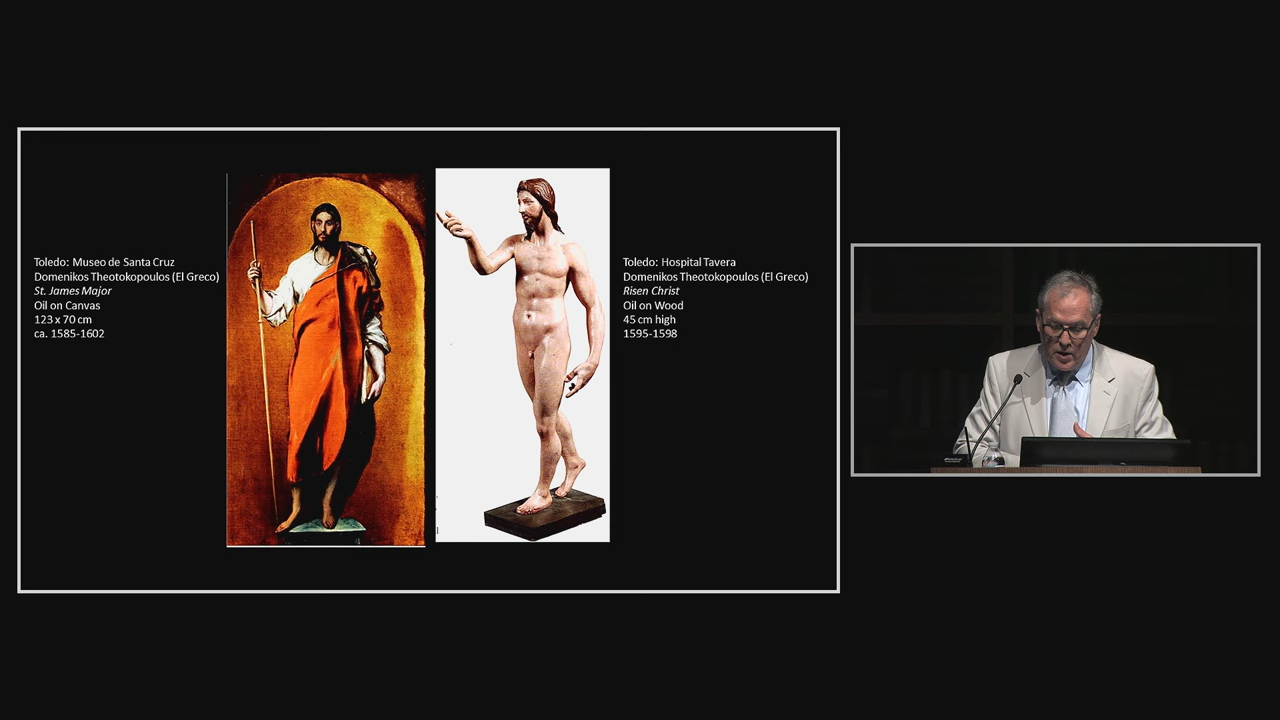 Toledo: Museo de Santa Cruz
Domenikos Theotokopoulos (El Greco)
St. James Major
Oil on Canvas
123 x 70 cm
ca. 1585-1602
Toledo: Hospital Tavera
Domenikos Theotokopoulos (El Greco)
Risen Christ
Oil on Wood
45 cm high
1595-1598